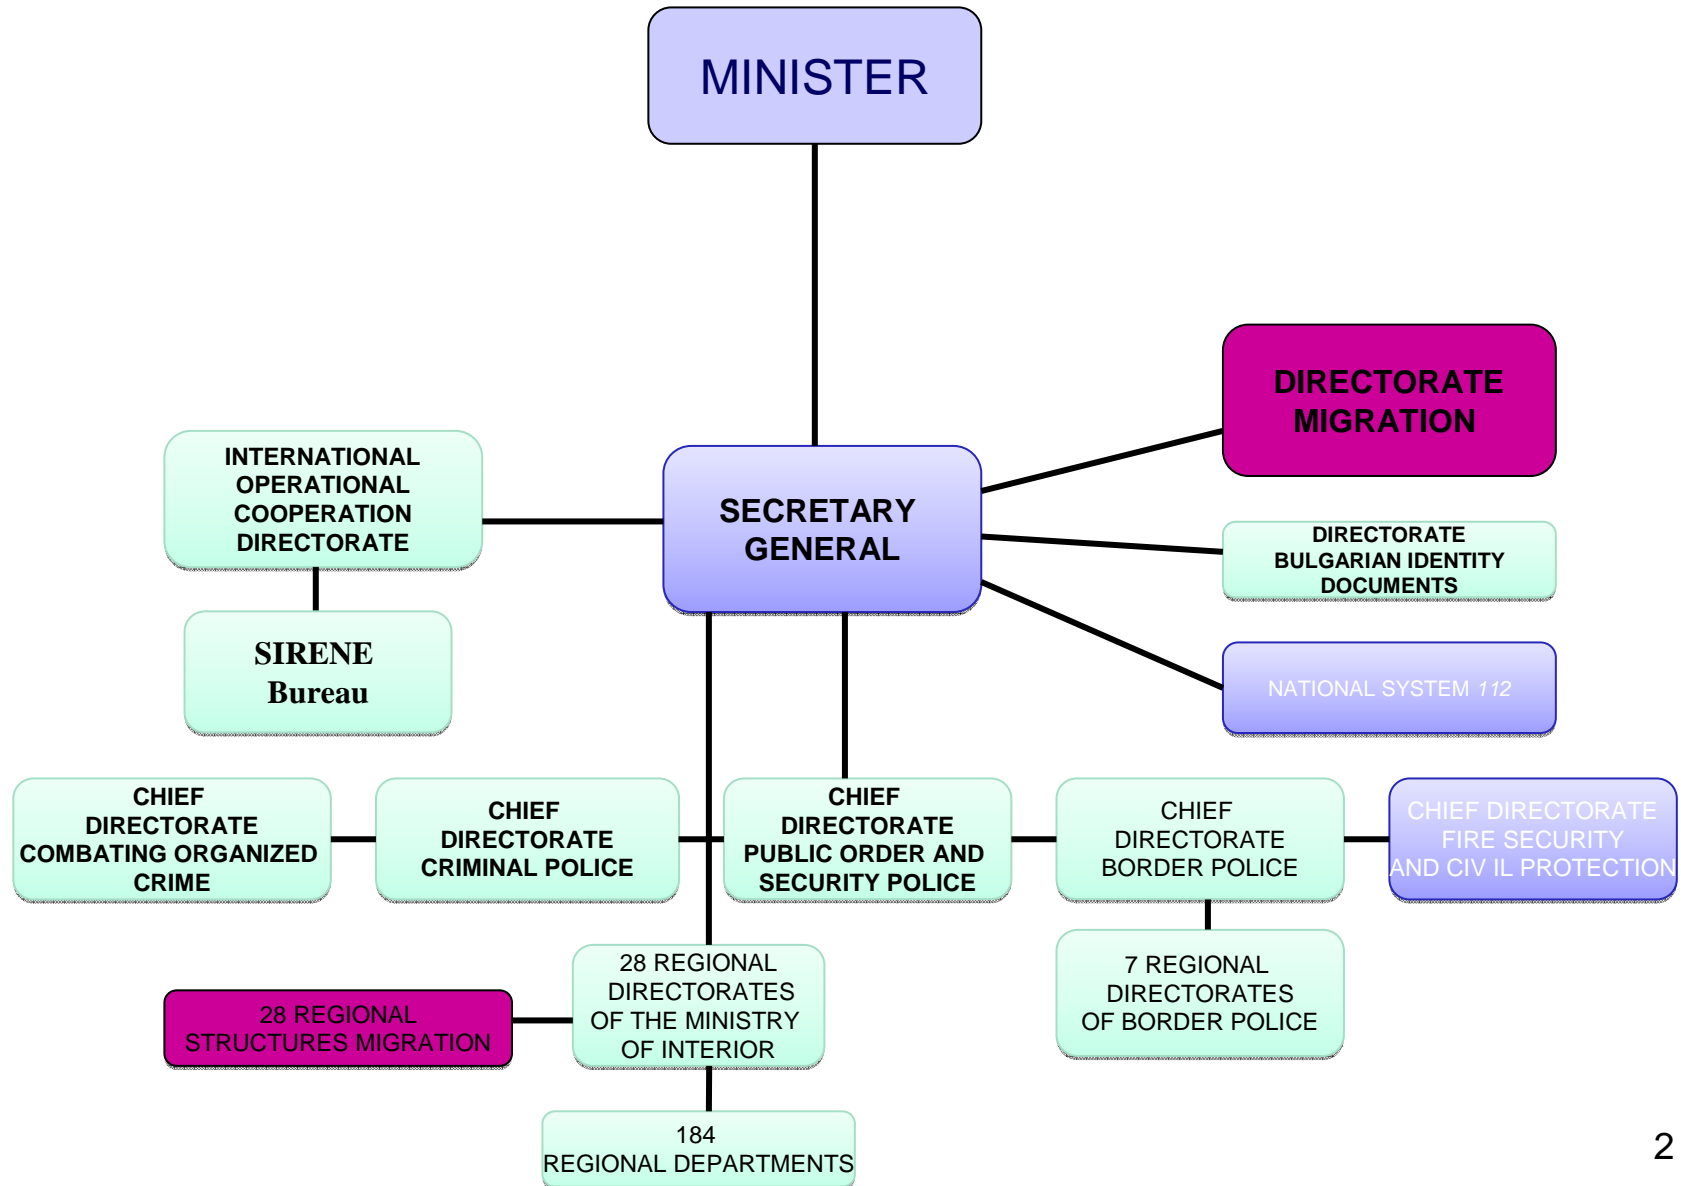 MINISTER
DIRECTORATE
MIGRATION
INTERNATIONAL
OPERATIONAL
COOPERATION
DIRECTORATE
SECRETARY
GENERAL
DIRECTORATE
BULGARIAN IDENTITY
DOCUMENTS
SIRENE
Bureau
NATIONAL SYSTEM 112
CHIEF
DIRECTORATE
COMBATING ORGANIZED
CRIME
CHIEF
DIRECTORATE
CRIMINAL POLICE
CHIEF
DIRECTORATE
PUBLIC ORDER AND
SECURITY POLICE
CHIEF
DIRECTORATE
BORDER POLICE
CHIEF DIRECTORATE
FIRE SECURITY
AND CIV IL PROTECTION
28 REGIONAL
STRUCTURES MIGRATION
28 REGIONAL
DIRECTORATES
OF THE MINISTRY
OF INTERIOR
7 REGIONAL
DIRECTORATES
OF BORDER POLICE
184
REGIONAL DEPARTMENTS
2